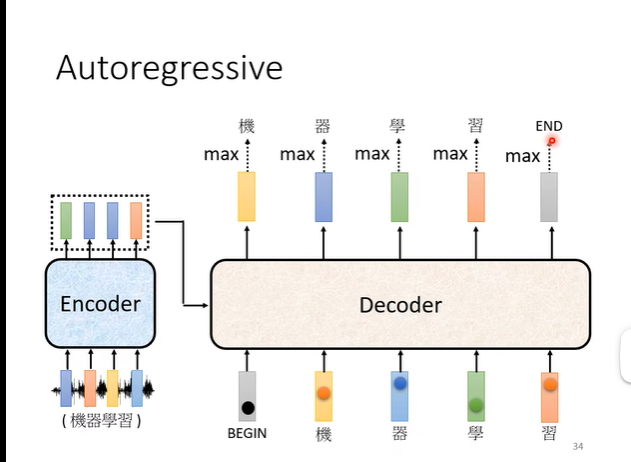 Autoregressive
機 器 學 習 END
max max max max max
Encoder
Decoder
(機器學習)
BEGIN 機 器 學 習
34